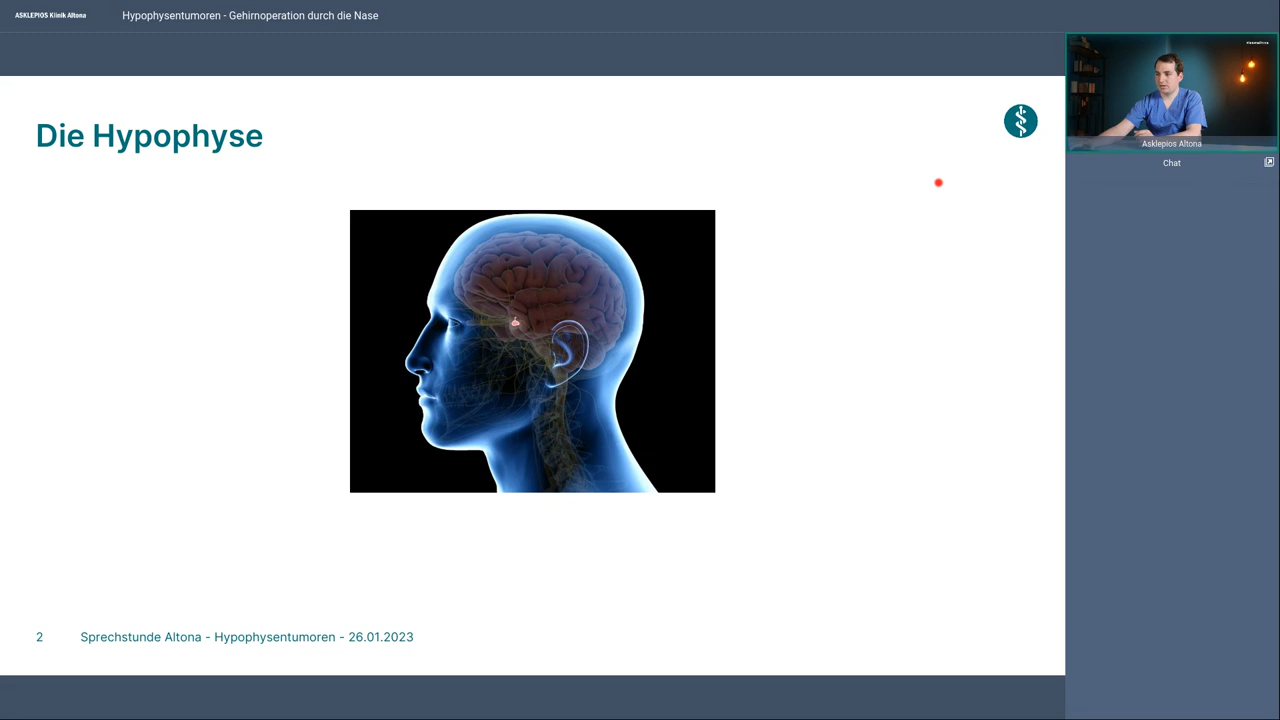 ASKLEPIOS Klinik Altona
Hypophysentumoren - Gehirnoperation durch die Nase
Die Hypophyse
Asklepios Altona
Chat
2
Sprechstunde Altona - Hypophysentumoren - 26.01.2023